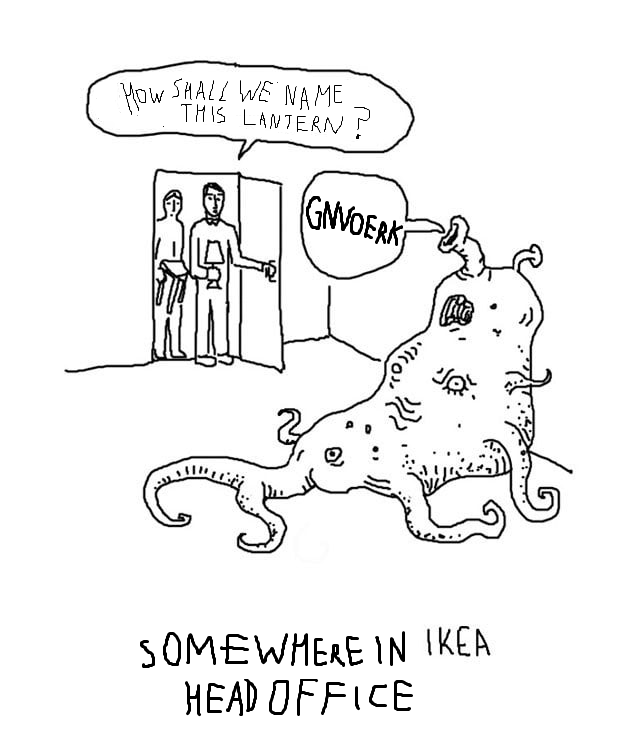 HOW SHALL WE NAME
THIS LANTERN?
GNVOERK
SOMEWHERE IN IKEA
HEAD OFFICE